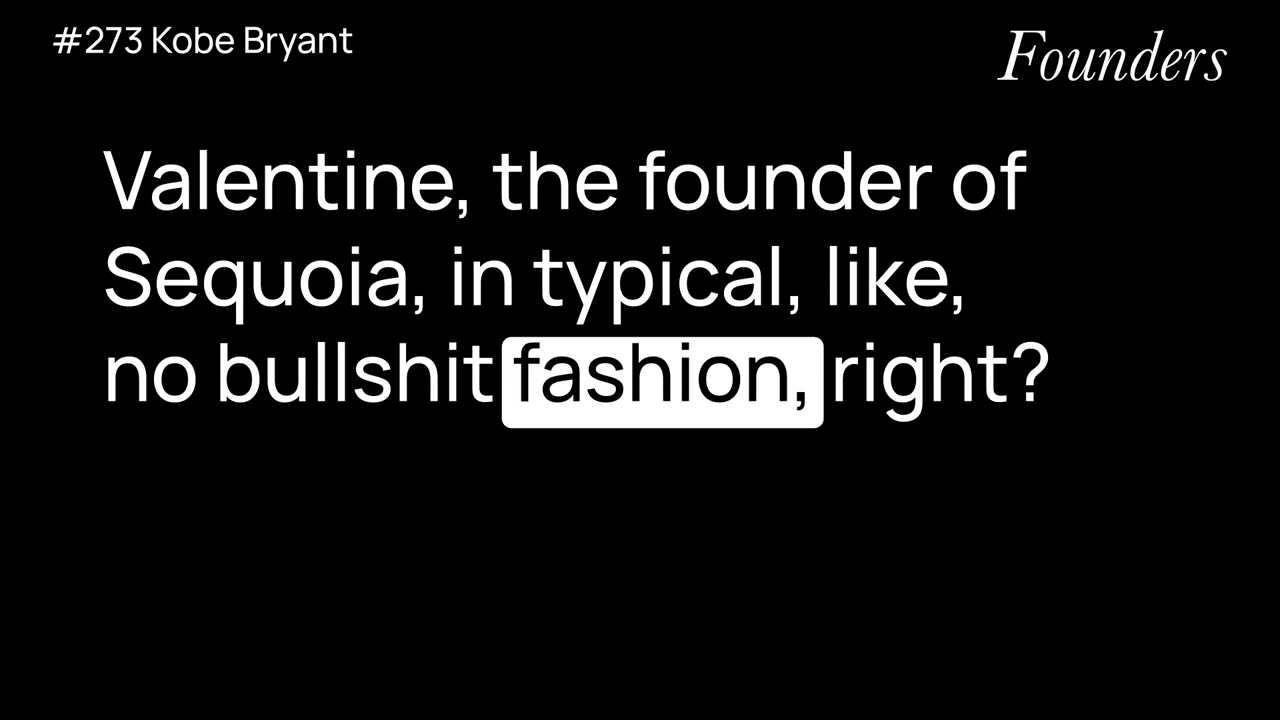 #273 Kobe Bryant
Founders
Valentine, the founder of
Sequoia, in typical, like,
no bullshit fashion, right?